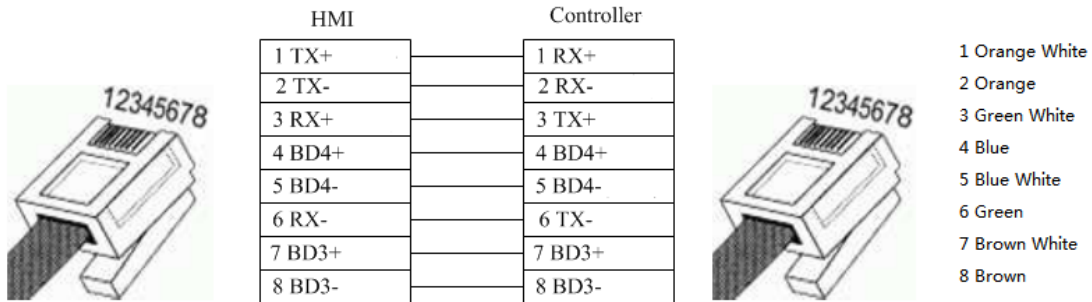 HMI
Controller
1 TX+
1 RX+
2 TX-
2 RX-
3 RX+
3 TX+
4 BD4+
4 BD4+
5 BD4-
5 BD4-
6 RX-
6 TX-
7 BD3+
7 BD3+
8 BD3-
8 BD3-
12345678
12345678
1 Orange White
2 Orange
3 Green White
4 Blue
5 Blue White
6 Green
7 Brown White
8 Brown